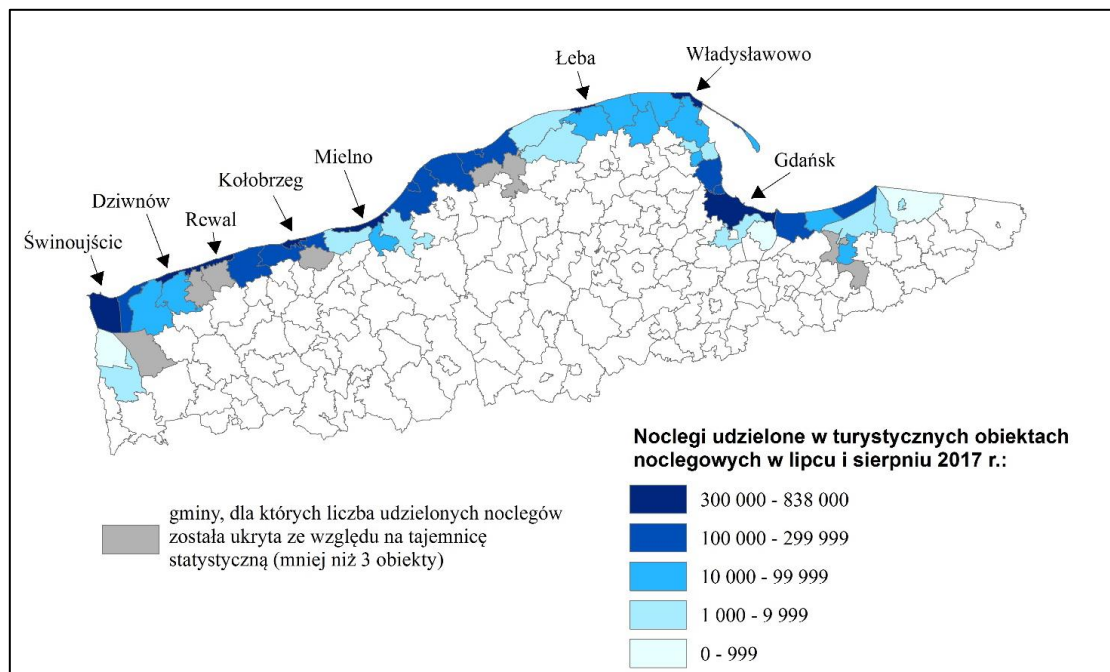 Łeba
Władysławowo
Mielno
Gdańsk
Kołobrzeg
Dziwnów
Rcwal
Świnoujścic
Noclegi udzielone w turystycznych obiektach
noclegowych w lipcu i sierpniu 2017 r.:
300 000 - 838 000
100 000 - 299 999
10 000 - 99 999
1 000 - 9 999
0 - 999
gminy, dla których liczba udzielonych noclegów
została ukryta ze względu na tajemnicę
statystyczną (mniej niż 3 obiekty)